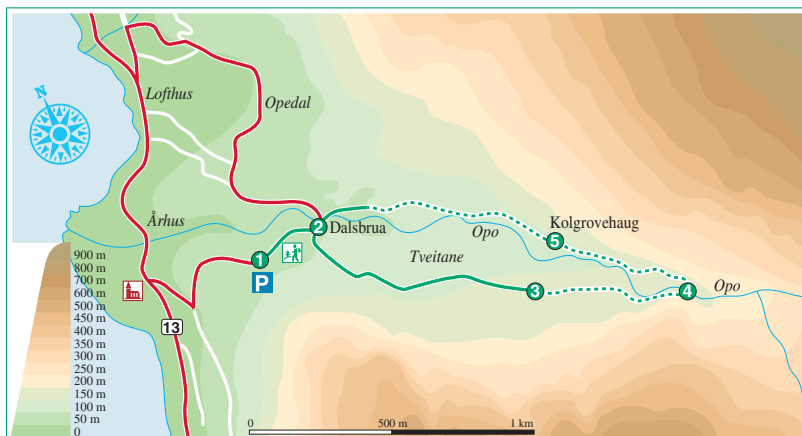 N
Lofthus
Opedal
Århus
2 Dalsbrua
Opo
Kolgrovehaug
5
1
P
Tveitane
3
4
Opo
13
900 m
800 m
700 m
600 m
500 m
450 m
400 m
350 m
300 m
250 m
200 m
150 m
100 m
50 m
0
0 500 m 1 km